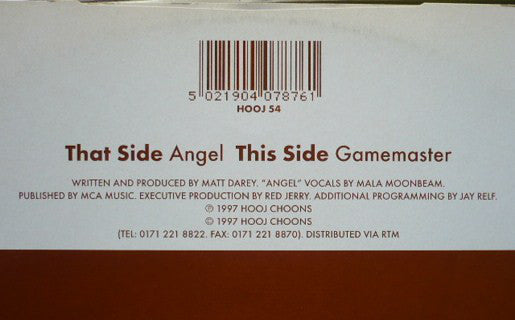 5 021904 078761
HOOJ 54
That Side Angel This Side Gamemaster
WRITTEN AND PRODUCED BY MATT DAREY. "ANGEL" VOCALS BY MALA MOONBEAM.
PUBLISHED BY MCA MUSIC. EXECUTIVE PRODUCTION BY RED JERRY. ADDITIONAL PROGRAMMING BY JAY RELF.
℗ 1997 HOOJ CHOONS
© 1997 HOOJ CHOONS
(TEL: 0171 221 8822. FAX: 0171 221 8870). DISTRIBUTED VIA RTM